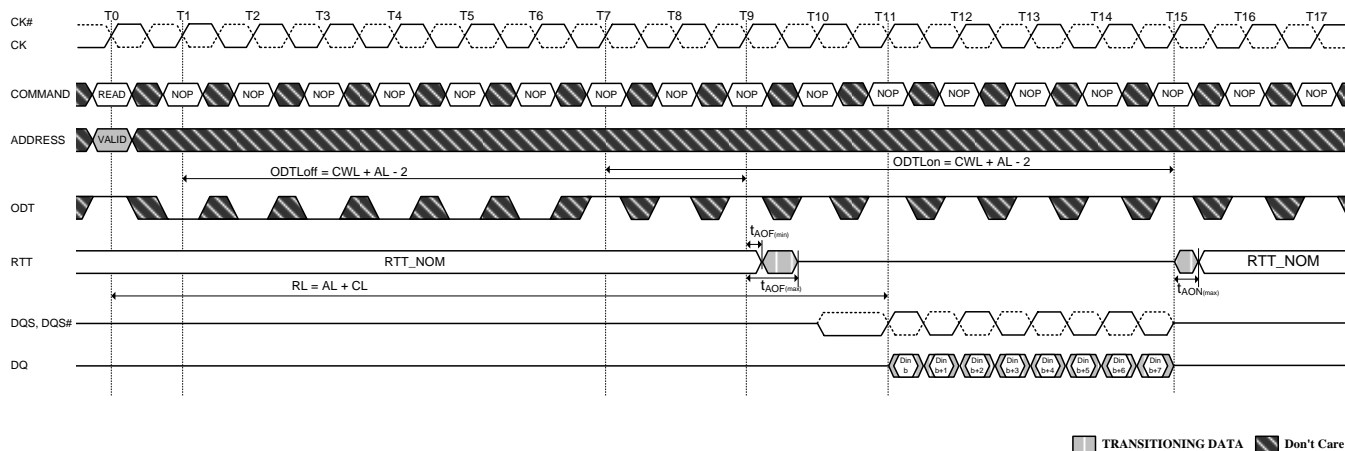 T0 T1 T2 T3 T4 T5 T6 T7 T8 T9 T10 T11 T12 T13 T14 T15 T16 T17
CK#
CK
COMMAND READ NOP NOP NOP NOP NOP NOP NOP NOP NOP NOP NOP NOP NOP NOP NOP NOP NOP
ADDRESS VALID
ODTLoff = CWL + AL - 2 ODTLon = CWL + AL - 2
ODT
tAOF(min)
RTT RTT_NOM RTT_NOM
tAOF(max) tAON(max)
RL = AL + CL
DQS, DQS#
DQ Din b Din b+1 Din b+2 Din b+3 Din b+4 Din b+5 Din b+6 Din b+7
TRANSITIONING DATA Don't Care